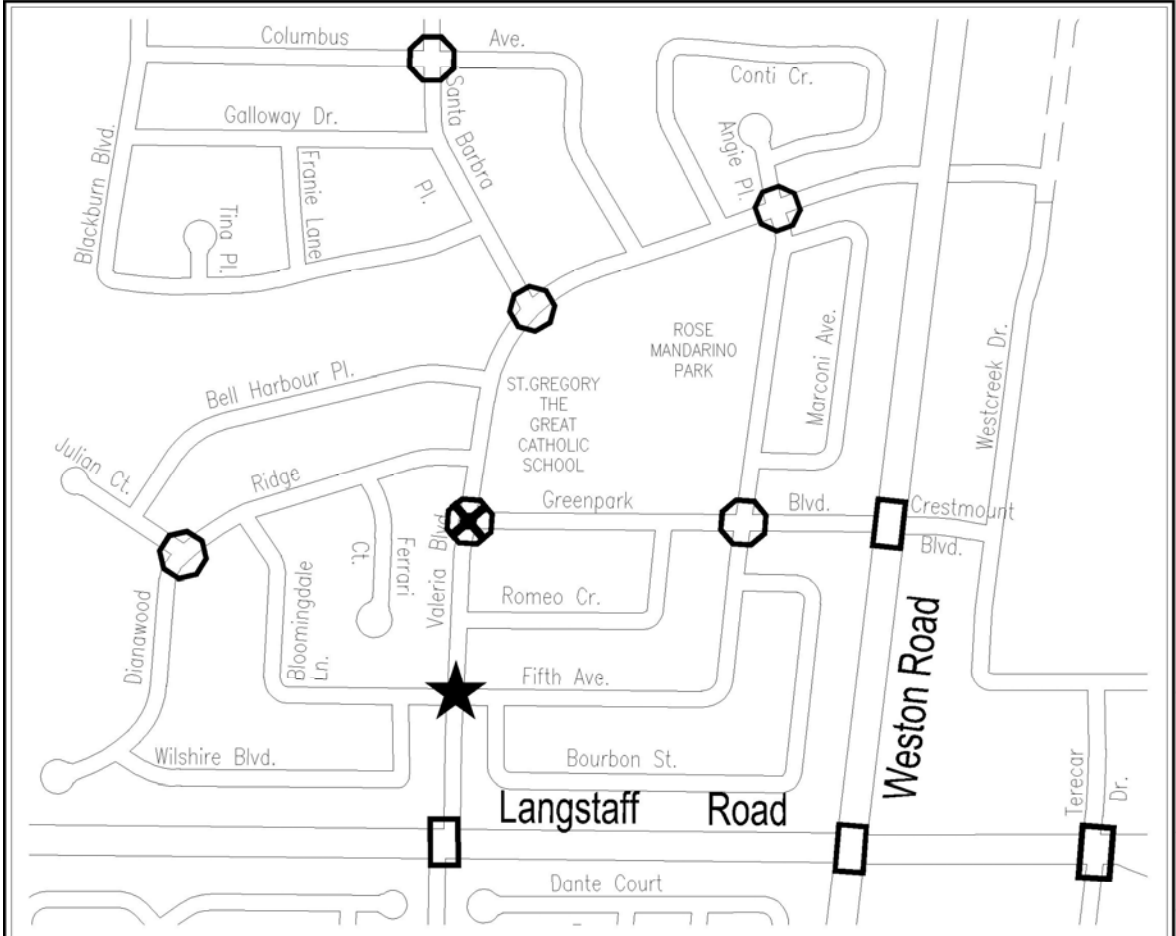 Columbus Ave.
Conti Cr.
Santa Barbra
Pl.
Galloway Dr.
Angie Pl.
Blackburn Blvd.
Franie Lane
Tina Pl.
ROSE
MANDARINO
PARK
Marconi Ave.
Westcreek Dr.
Bell Harbour Pl.
ST.GREGORY
THE
GREAT
CATHOLIC
SCHOOL
Julian Ct.
Ridge
Greenpark Blvd.
Crestmount
Blvd.
Valeria Blvd.
Ferrari
Ct.
Romeo Cr.
Dianawood
Bloomingdale
Ln.
Fifth Ave.
Weston Road
Wilshire Blvd.
Bourbon St.
Terecar
Dr.
Langstaff Road
Dante Court